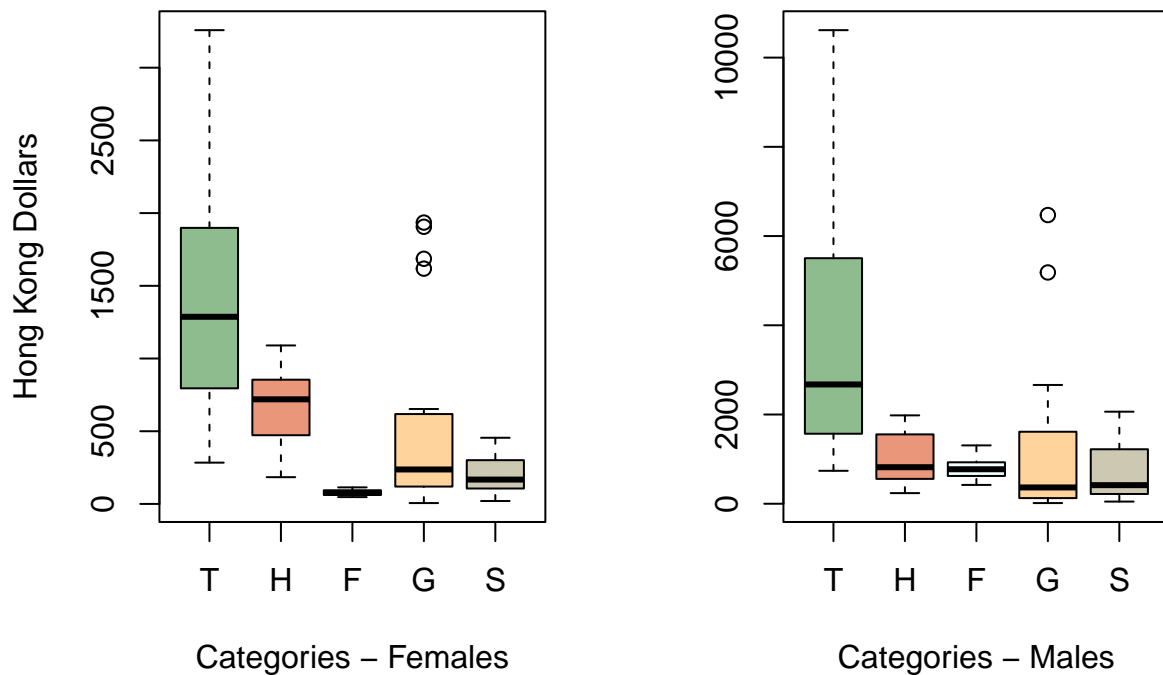 Hong Kong Dollars
2500
1500
500
0
T H F G S
Categories – Females
10000
6000
2000
0
T H F G S
Categories – Males